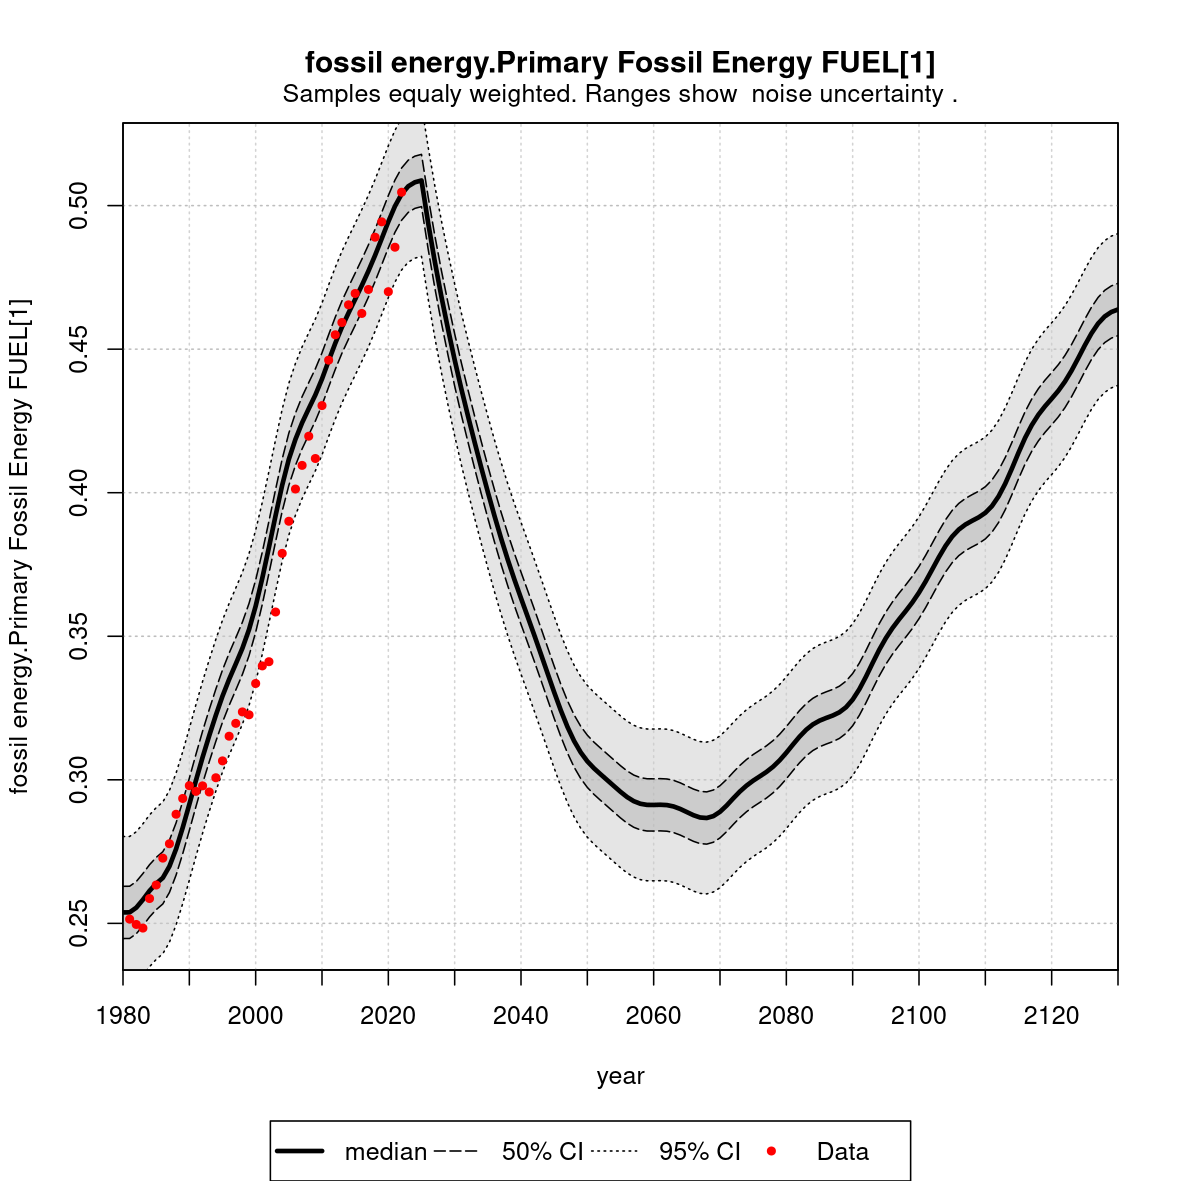 fossil energy.Primary Fossil Energy FUEL[1]
Samples equaly weighted. Ranges show  noise uncertainty .
fossil energy.Primary Fossil Energy FUEL[1]
0.50
0.45
0.40
0.35
0.30
0.25
1980 2000 2020 2040 2060 2080 2100 2120
year
median 50% CI 95% CI Data